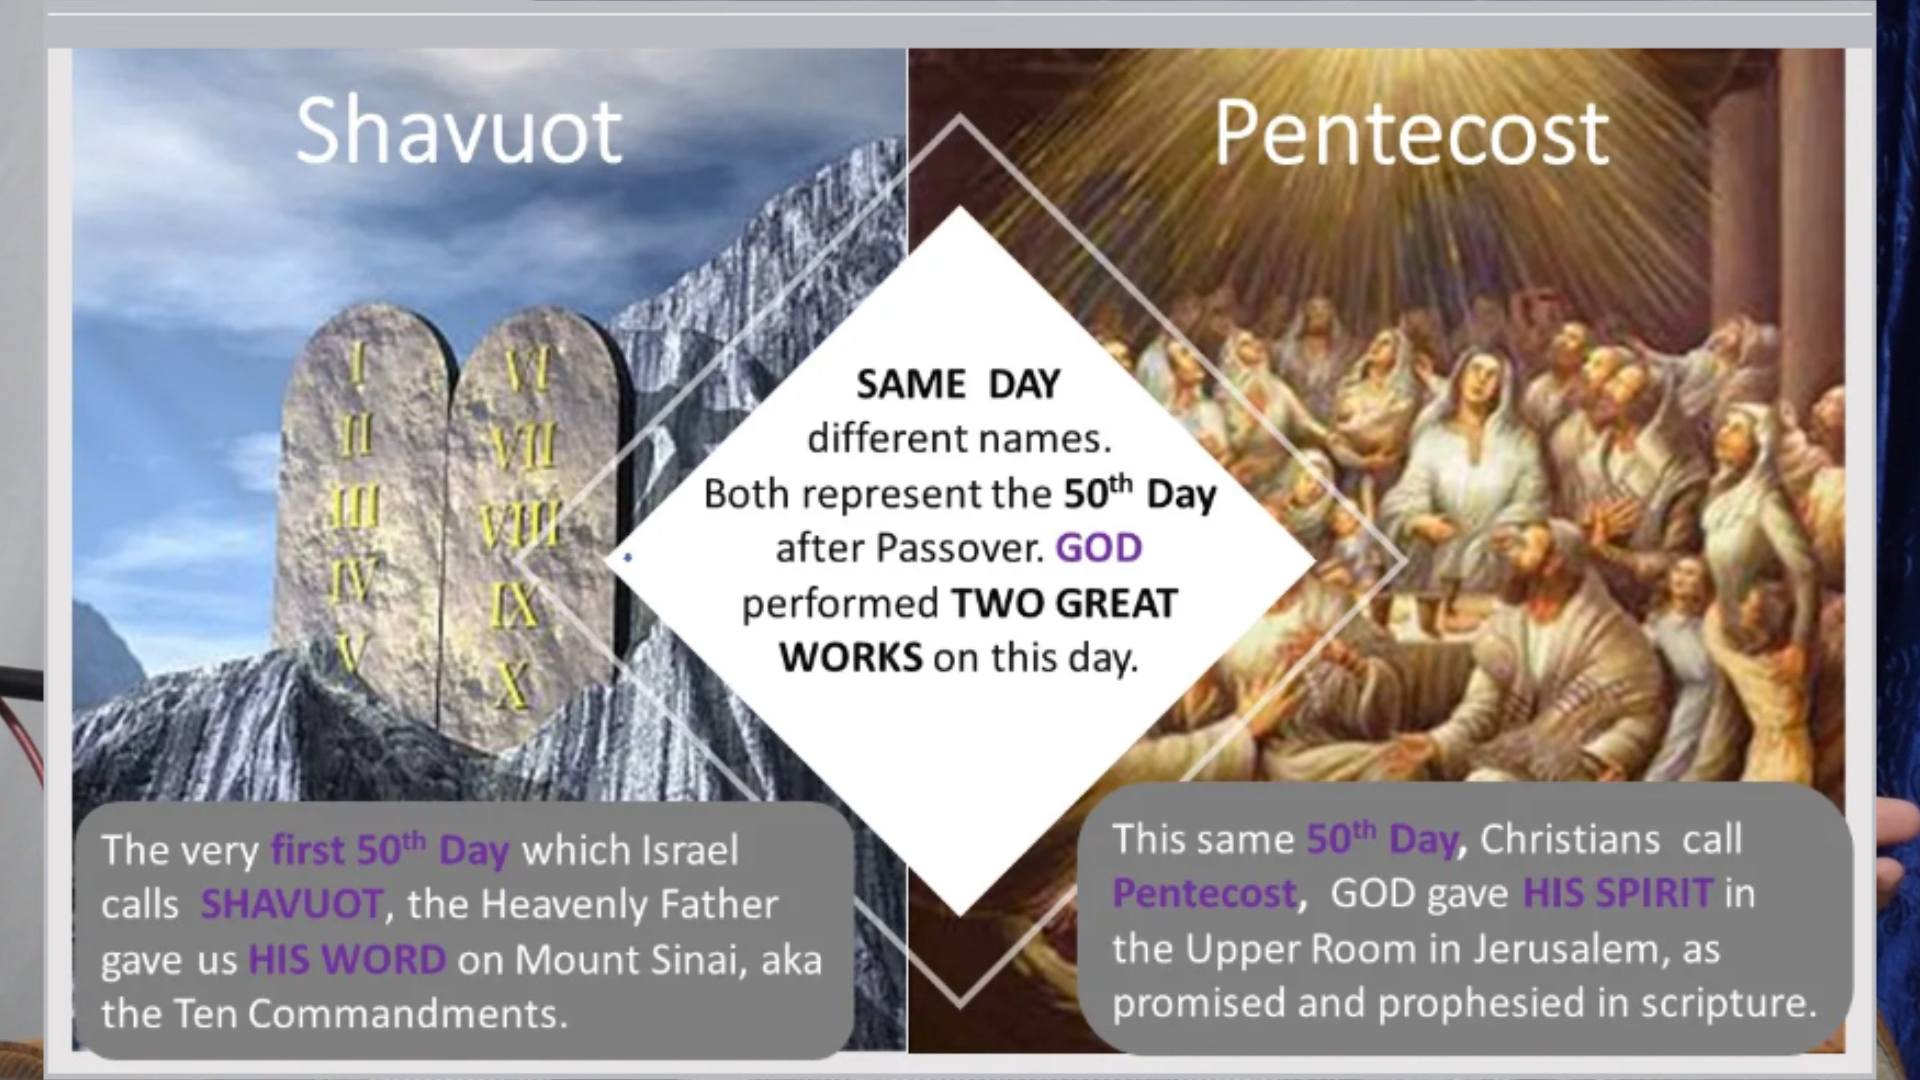 Shavuot
Pentecost
I
II
III
IV
V
VI
VII
VIII
IX
X
SAME DAY
different names.
Both represent the 50th Day
after Passover. GOD
performed TWO GREAT
WORKS on this day.
The very first 50th Day which Israel
calls SHAVUOT, the Heavenly Father
gave us HIS WORD on Mount Sinai, aka
the Ten Commandments.
This same 50th Day, Christians call
Pentecost, GOD gave HIS SPIRIT in
the Upper Room in Jerusalem, as
promised and prophesied in scripture.